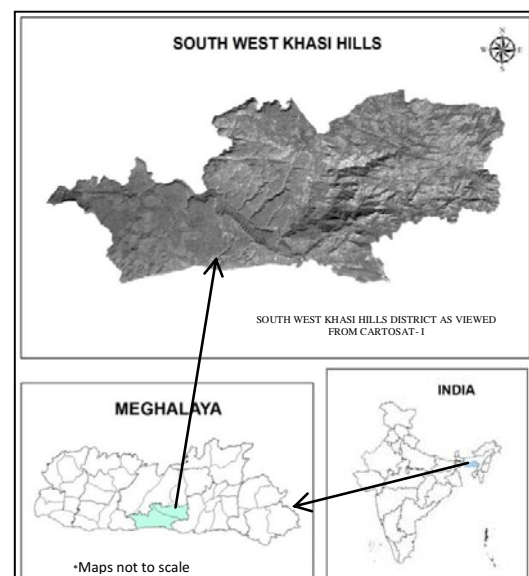 SOUTH WEST KHASI HILLS
N
W
E
S
SOUTH WEST KHASI HILLS DISTRICT AS VIEWED
FROM CARTOSAT- I
MEGHALAYA
•Maps not to scale
INDIA